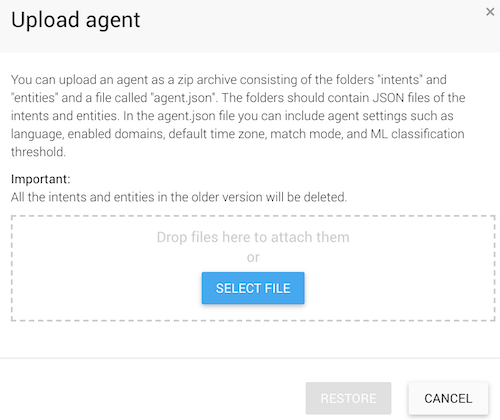 Upload agent
You can upload an agent as a zip archive consisting of the folders "intents" and
"entities" and a file called "agent.json". The folders should contain JSON files of the
intents and entities. In the agent.json file you can include agent settings such as
language, enabled domains, default time zone, match mode, and ML classification
threshold.
Important:
All the intents and entities in the older version will be deleted.
Drop files here to attach them
or
SELECT FILE
RESTORE
CANCEL